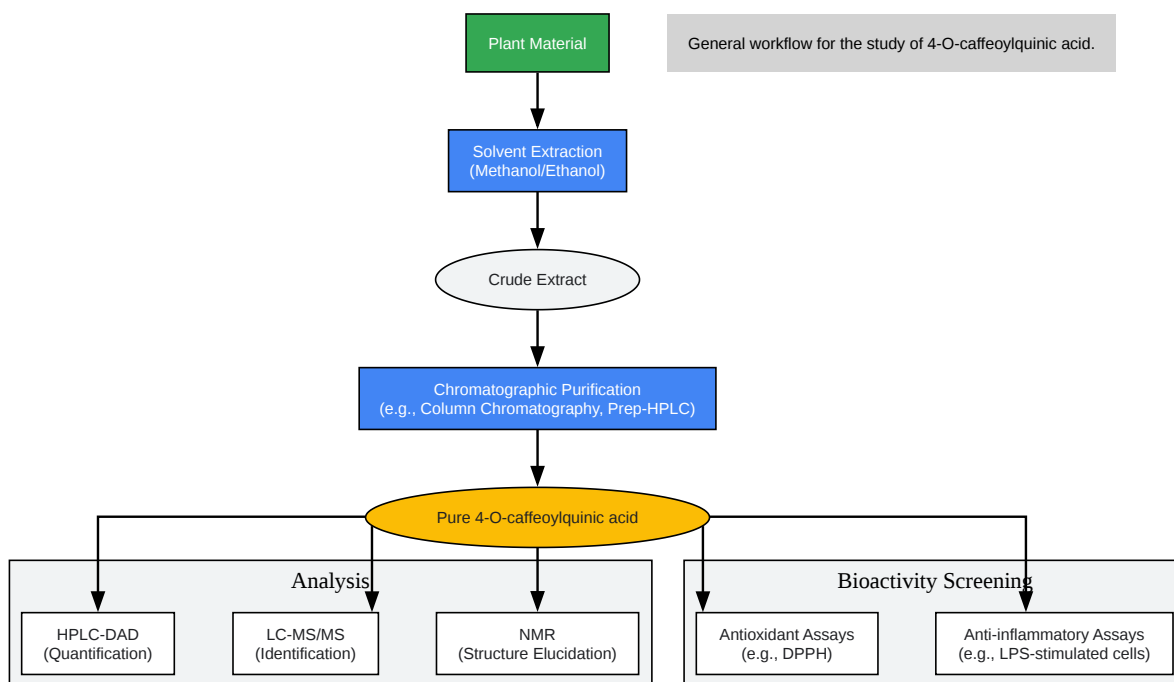 Plant Material
General workflow for the study of 4-O-caffeoylquinic acid.
Solvent Extraction
(Methanol/Ethanol)
Crude Extract
Chromatographic Purification
(e.g., Column Chromatography, Prep-HPLC)
Pure 4-O-caffeoylquinic acid
Analysis
HPLC-DAD
(Quantification)
LC-MS/MS
(Identification)
NMR
(Structure Elucidation)
Bioactivity Screening
Antioxidant Assays
(e.g., DPPH)
Anti-inflammatory Assays
(e.g., LPS-stimulated cells)